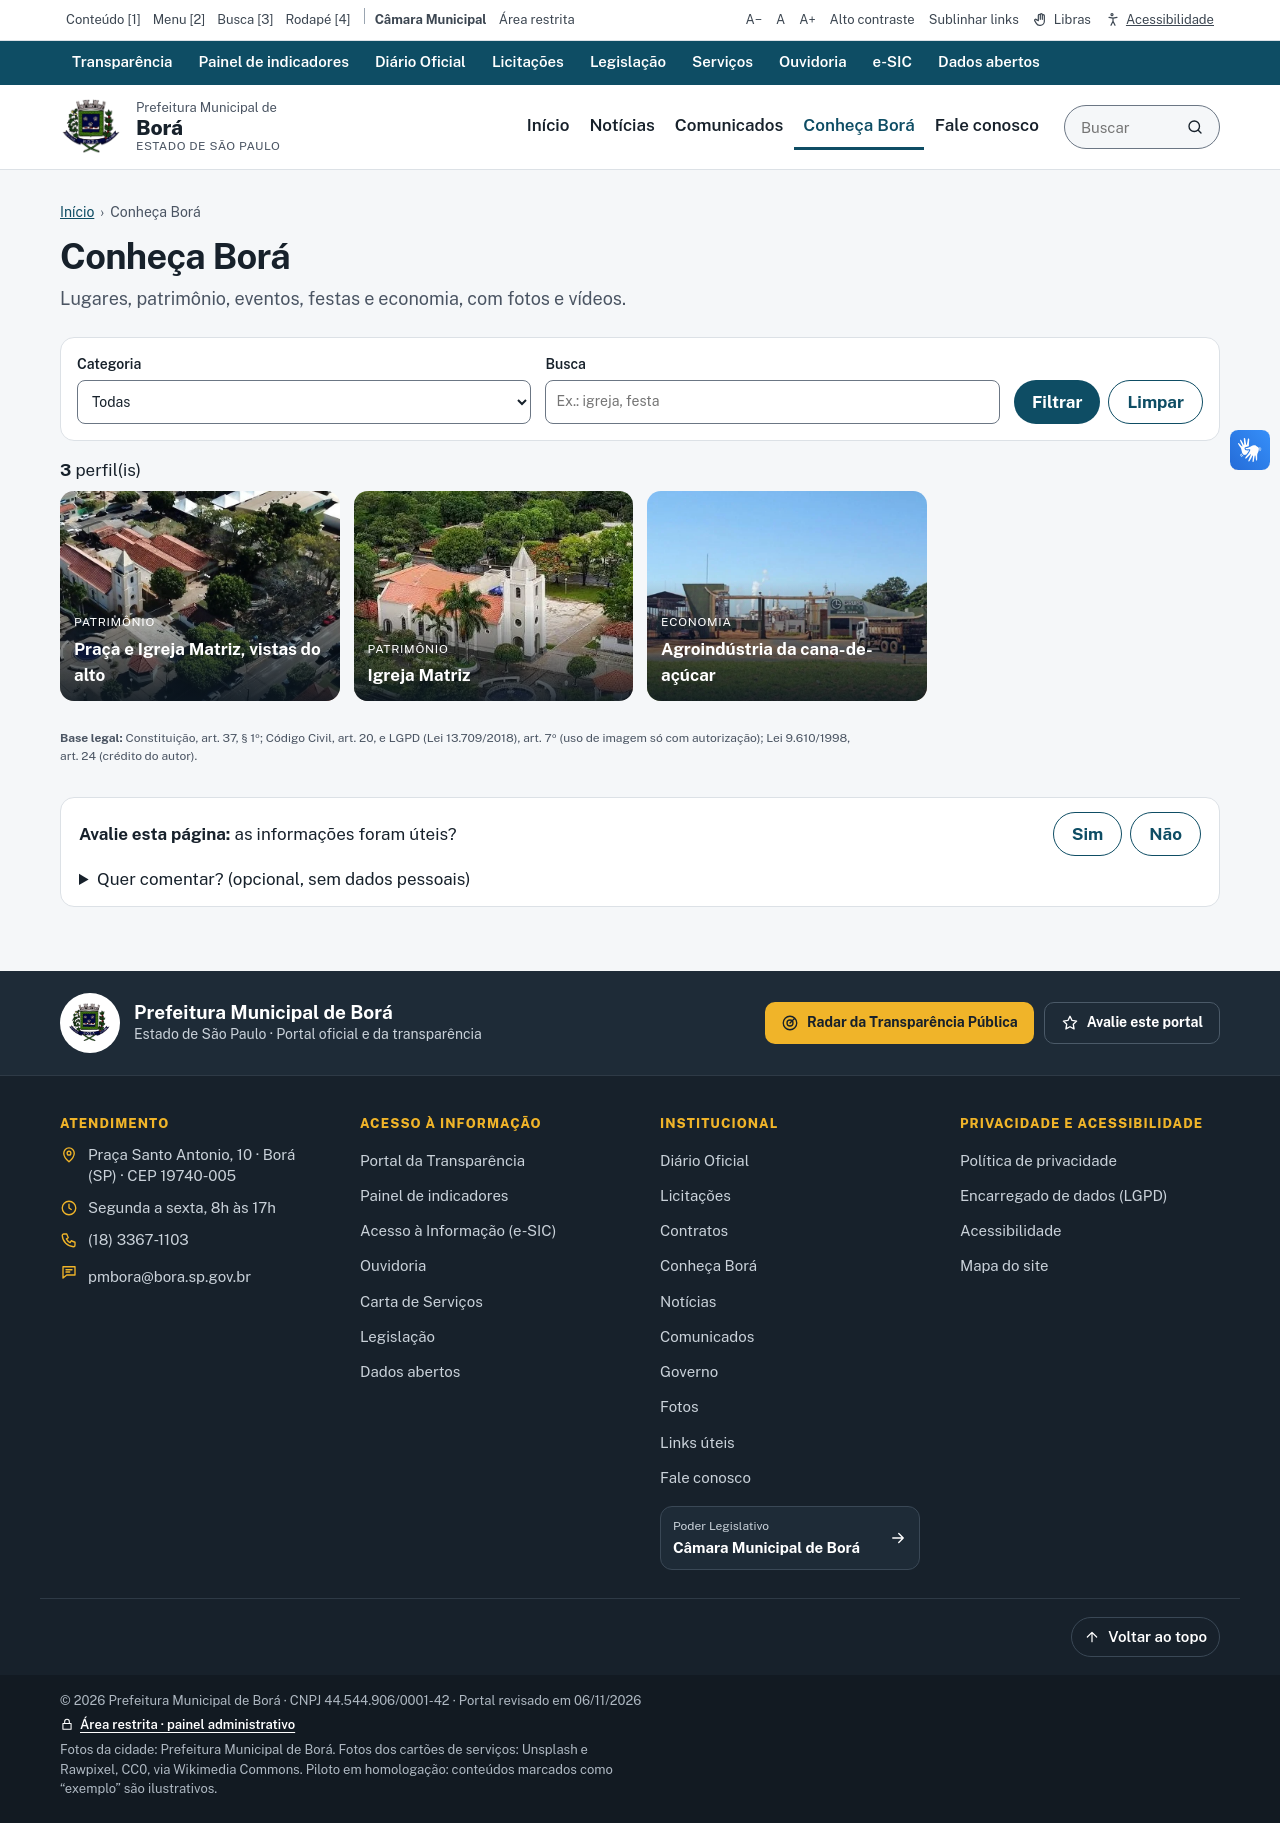 Conteúdo [1] Menu [2] Busca [3] Rodapé [4] Câmara Municipal Área restrita A− A A+ Alto contraste Sublinhar links Libras Acessibilidade
Transparência Painel de indicadores Diário Oficial Licitações Legislação Serviços Ouvidoria e-SIC Dados abertos
Prefeitura Municipal de
Borá
ESTADO DE SÃO PAULO
Início Notícias Comunicados Conheça Borá Fale conosco Buscar
Início › Conheça Borá
Conheça Borá
Lugares, patrimônio, eventos, festas e economia, com fotos e vídeos.
Categoria
Todas
Busca
Ex.: igreja, festa
Filtrar Limpar
3 perfil(is)
PATRIMÔNIO
Praça e Igreja Matriz, vistas do
alto
PATRIMÔNIO
Igreja Matriz
ECONOMIA
Agroindústria da cana-de-
açúcar
Base legal: Constituição, art. 37, § 1º; Código Civil, art. 20, e LGPD (Lei 13.709/2018), art. 7º (uso de imagem só com autorização); Lei 9.610/1998,
art. 24 (crédito do autor).
Avalie esta página: as informações foram úteis? Sim Não
Quer comentar? (opcional, sem dados pessoais)
Prefeitura Municipal de Borá
Estado de São Paulo · Portal oficial e da transparência
Radar da Transparência Pública Avalie este portal
ATENDIMENTO
Praça Santo Antonio, 10 · Borá
(SP) · CEP 19740-005
Segunda a sexta, 8h às 17h
(18) 3367-1103
pmbora@bora.sp.gov.br
ACESSO À INFORMAÇÃO
Portal da Transparência
Painel de indicadores
Acesso à Informação (e-SIC)
Ouvidoria
Carta de Serviços
Legislação
Dados abertos
INSTITUCIONAL
Diário Oficial
Licitações
Contratos
Conheça Borá
Notícias
Comunicados
Governo
Fotos
Links úteis
Fale conosco
Poder Legislativo
Câmara Municipal de Borá
PRIVACIDADE E ACESSIBILIDADE
Política de privacidade
Encarregado de dados (LGPD)
Acessibilidade
Mapa do site
Voltar ao topo
© 2026 Prefeitura Municipal de Borá · CNPJ 44.544.906/0001-42 · Portal revisado em 06/11/2026
Área restrita · painel administrativo
Fotos da cidade: Prefeitura Municipal de Borá. Fotos dos cartões de serviços: Unsplash e
Rawpixel, CC0, via Wikimedia Commons. Piloto em homologação: conteúdos marcados como
“exemplo” são ilustrativos.